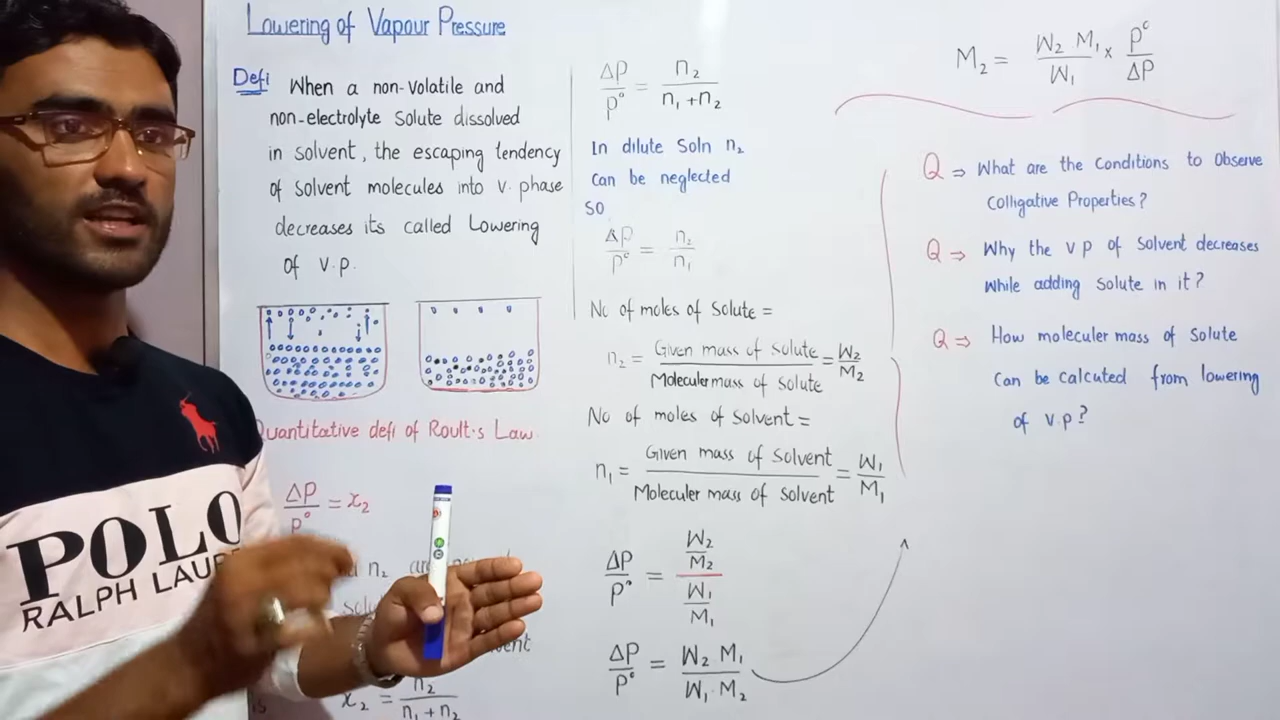 Lowering of Vapour Pressure
Defi When a non-volatile and
non-electrolyte Solute dissolved
in solvent, the escaping tendency
of solvent molecules into v. phase
decreases its called Lowering
of v.p.
Quantitative defi of Roult's Law.
ΔP/P° = x₂
n₂
x₂ = n₂/n₁ + n₂
ΔP/P° = n₂/n₁ + n₂
In dilute Soln n₂
Can be neglected
SO
ΔP/P° = n₂/n₁
No of moles of Solute =
n₂ = Given mass of solute/Moleculer mass of solute = W₂/M₂
No of moles of solvent =
n₁ = Given mass of Solvent/Moleculer mass of solvent = W₁/M₁
ΔP/P° = (W₂/M₂)/(W₁/M₁)
ΔP/P° = W₂ M₁/W₁ . M₂
M₂ = W₂ M₁/W₁ × P°/ΔP
Q ⇒ What are the Conditions to Observe
Colligative Properties?
Q ⇒ Why the v p of Solvent decreases
While adding Solute in it?
Q ⇒ How moleculer mass of Solute
Can be calcuted from lowering
of v.p?
POLO
RALPH LAU